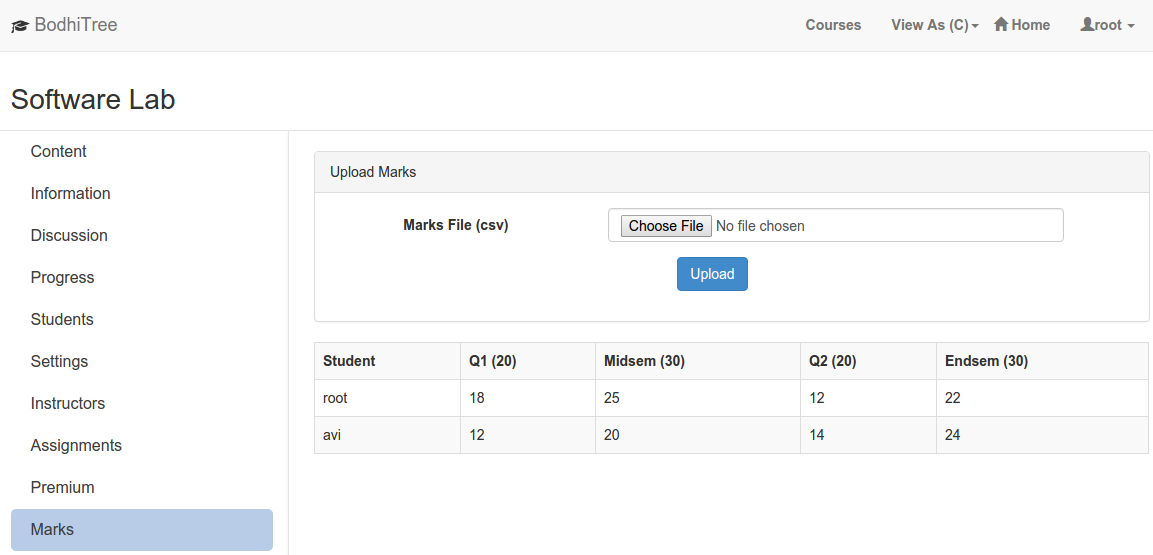 BodhiTree Courses View As (C) Home root
Software Lab
Content
Information
Discussion
Progress
Students
Settings
Instructors
Assignments
Premium
Marks
Upload Marks
Marks File (csv) Choose File No file chosen
Upload
Student Q1 (20) Midsem (30) Q2 (20) Endsem (30)
root 18 25 12 22
avi 12 20 14 24